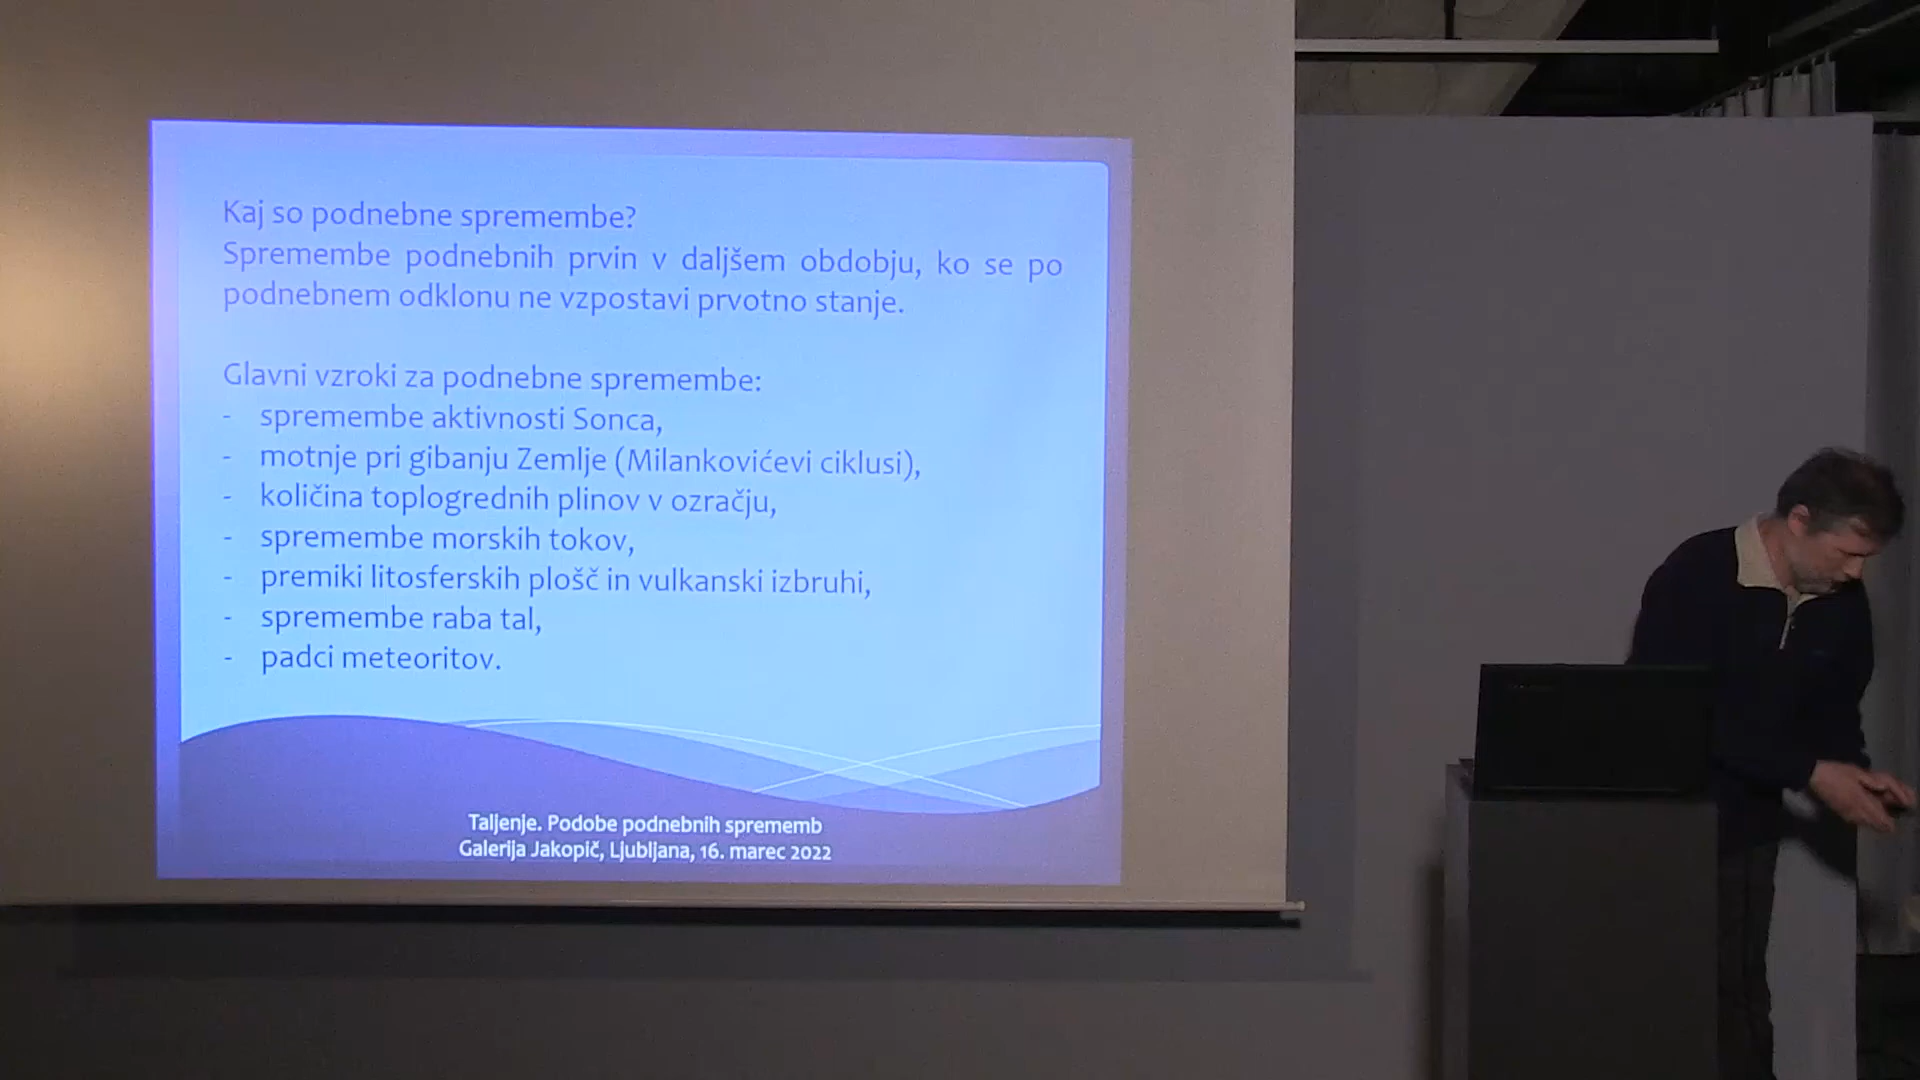 Kaj so podnebne spremembe?
Spremembe podnebnih prvin v daljšem obdobju, ko se po
podnebnem odklonu ne vzpostavi prvotno stanje.
Glavni vzroki za podnebne spremembe:
- spremembe aktivnosti Sonca,
- motnje pri gibanju Zemlje (Milankovićevi ciklusi),
- količina toplogrednih plinov v ozračju,
- spremembe morskih tokov,
- premiki litosferskih plošč in vulkanski izbruhi,
- spremembe raba tal,
- padci meteoritov.
Taljenje. Podobe podnebnih sprememb
Galerija Jakopič, Ljubljana, 16. marec 2022